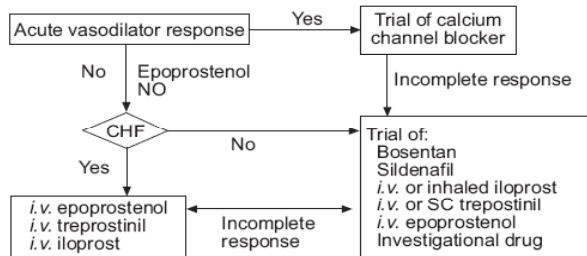 Acute vasodilator response
Yes
Trial of calcium
channel blocker
No
Epoprostenol
NO
Incomplete response
CHF
No
Yes
Trial of:
Bosentan
Sildenafil
i.v. or inhaled iloprost
i.v. or SC trepostinil
i.v. epoprostenol
Investigational drug
i.v. epoprostenol
i.v. treprostinil
i.v. iloprost
Incomplete
response